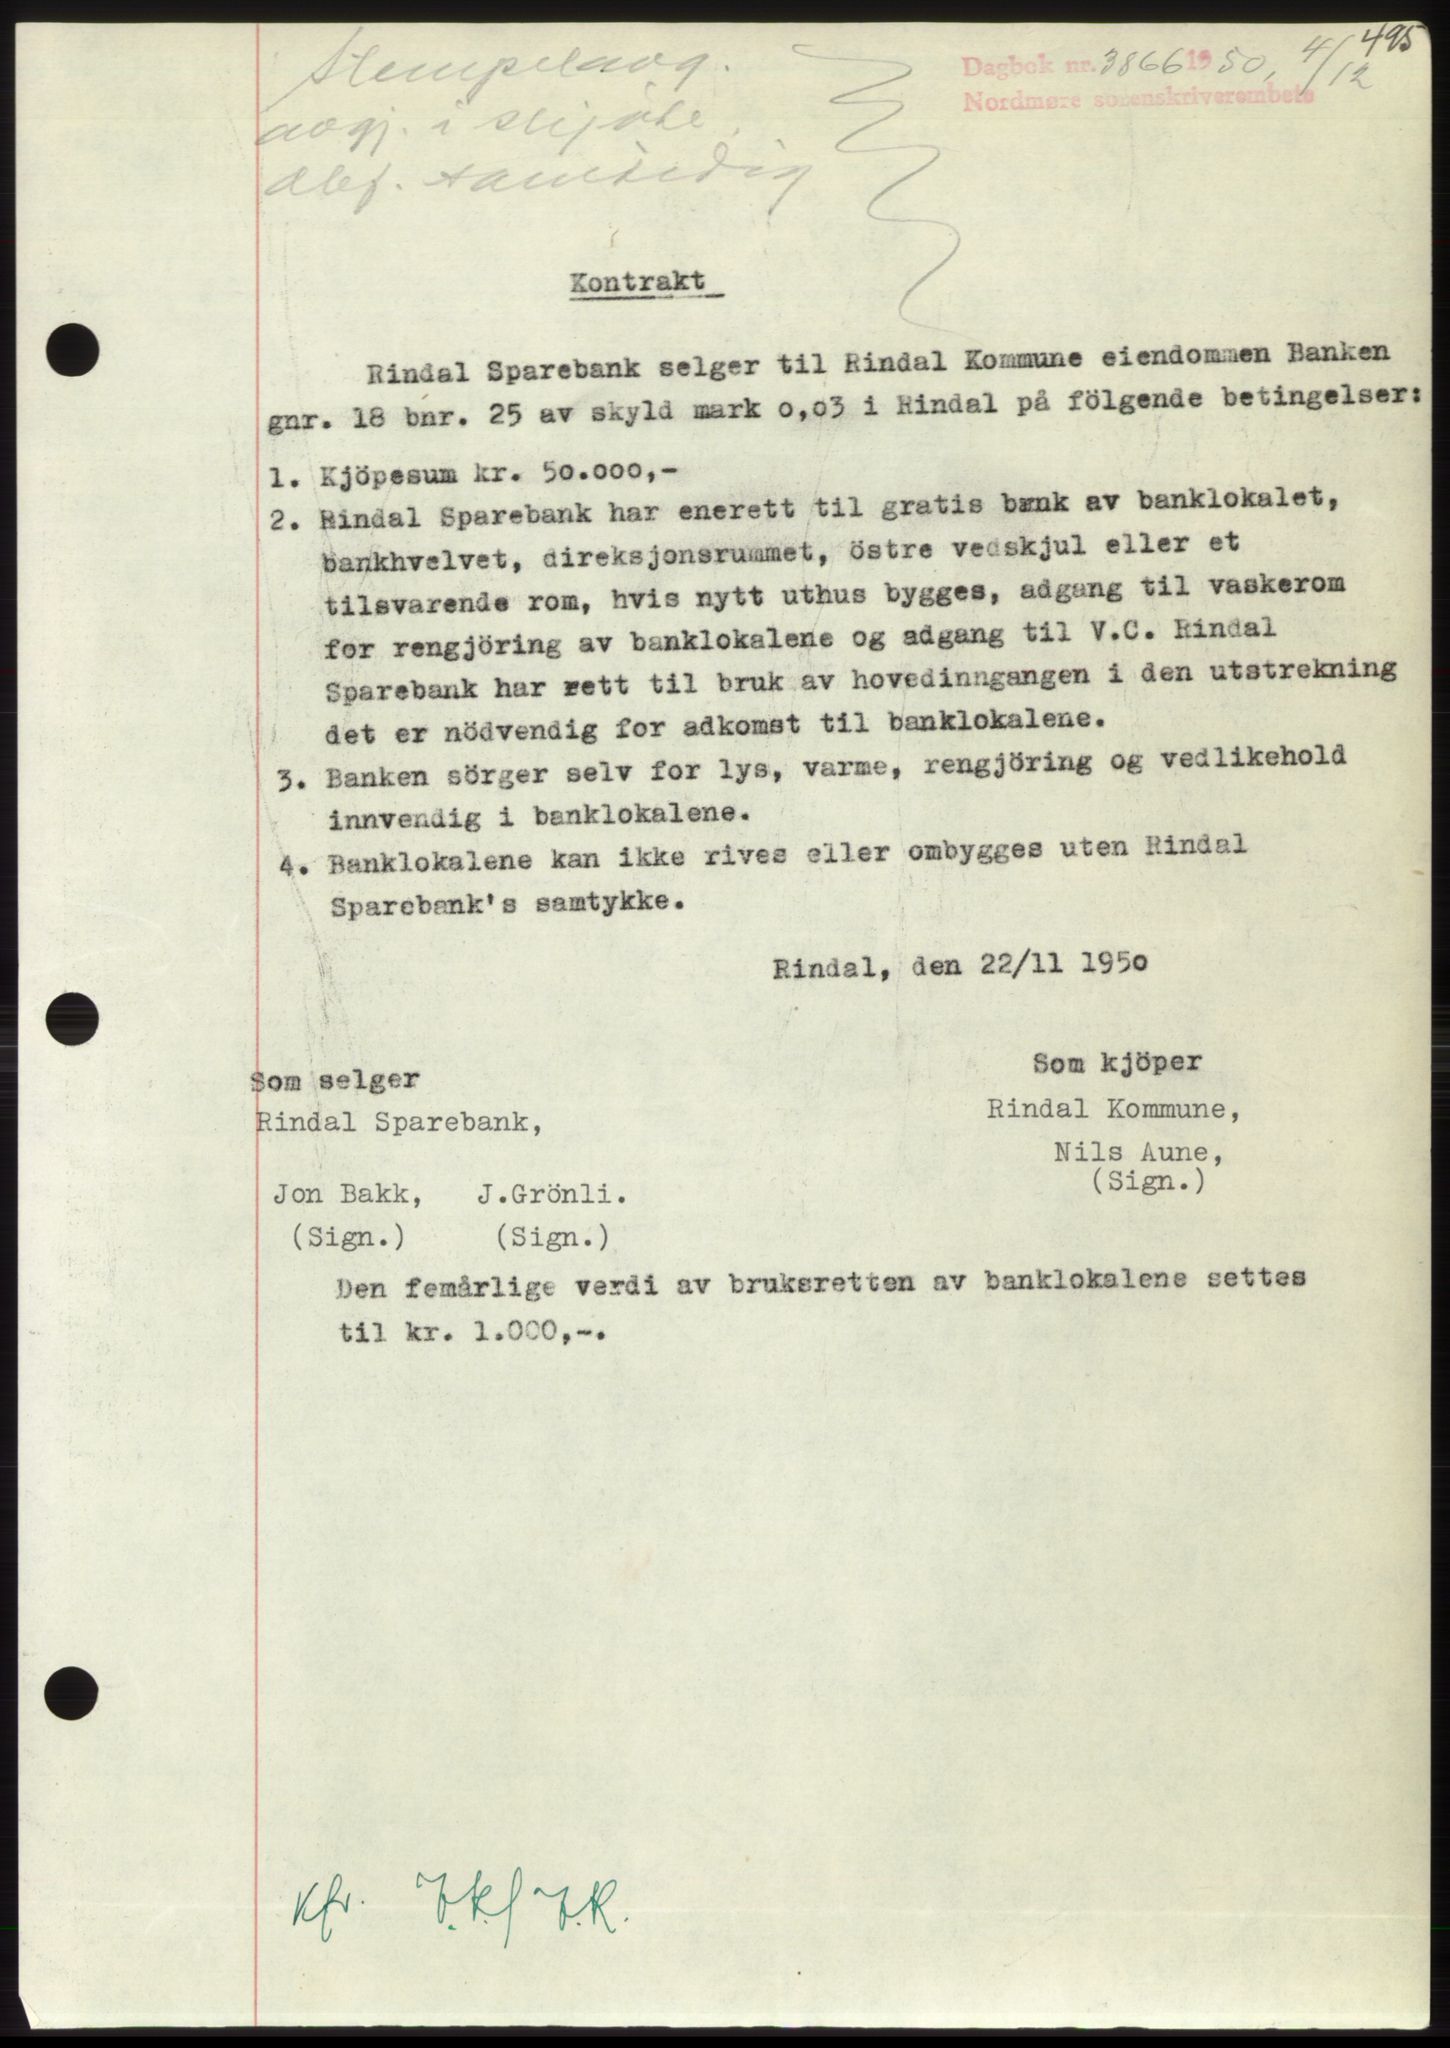 495
Dagbok nr. 3866 1950, 4/12
Nordmøre sorenskriverembete
Stempelavg.
avgj. i skjöte
dbf. samtidig
Kontrakt
Rindal Sparebank selger til Rindal Kommune eiendommen Banken
gnr. 18 bnr. 25 av skyld mark 0,03 i Rindal på fölgende betingelser:
1. Kjöpesum kr. 50.000,-
2. Rindal Sparebank har enerett til gratis bruk av banklokalet,
bankhvelvet, direksjonsrummet, östre vedskjul eller et
tilsvarende rom, hvis nytt uthus bygges, adgang til vaskerom
for rengjöring av banklokalene og adgang til V.C. Rindal
Sparebank har rett til bruk av hovedinngangen i den utstrekning
det er nödvendig for adkomst til banklokalene.
3. Banken sörger selv for lys, varme, rengjöring og vedlikehold
innvendig i banklokalene.
4. Banklokalene kan ikke rives eller ombygges uten Rindal
Sparebank's samtykke.
Rindal, den 22/11 1950
Som selger
Rindal Sparebank,
Jon Bakk, J.Grönli.
(Sign.) (Sign.)
Som kjöper
Rindal Kommune,
Nils Aune,
(Sign.)
Den femårlige verdi av bruksretten av banklokalene settes
til kr. 1.000,-.
Kfr.